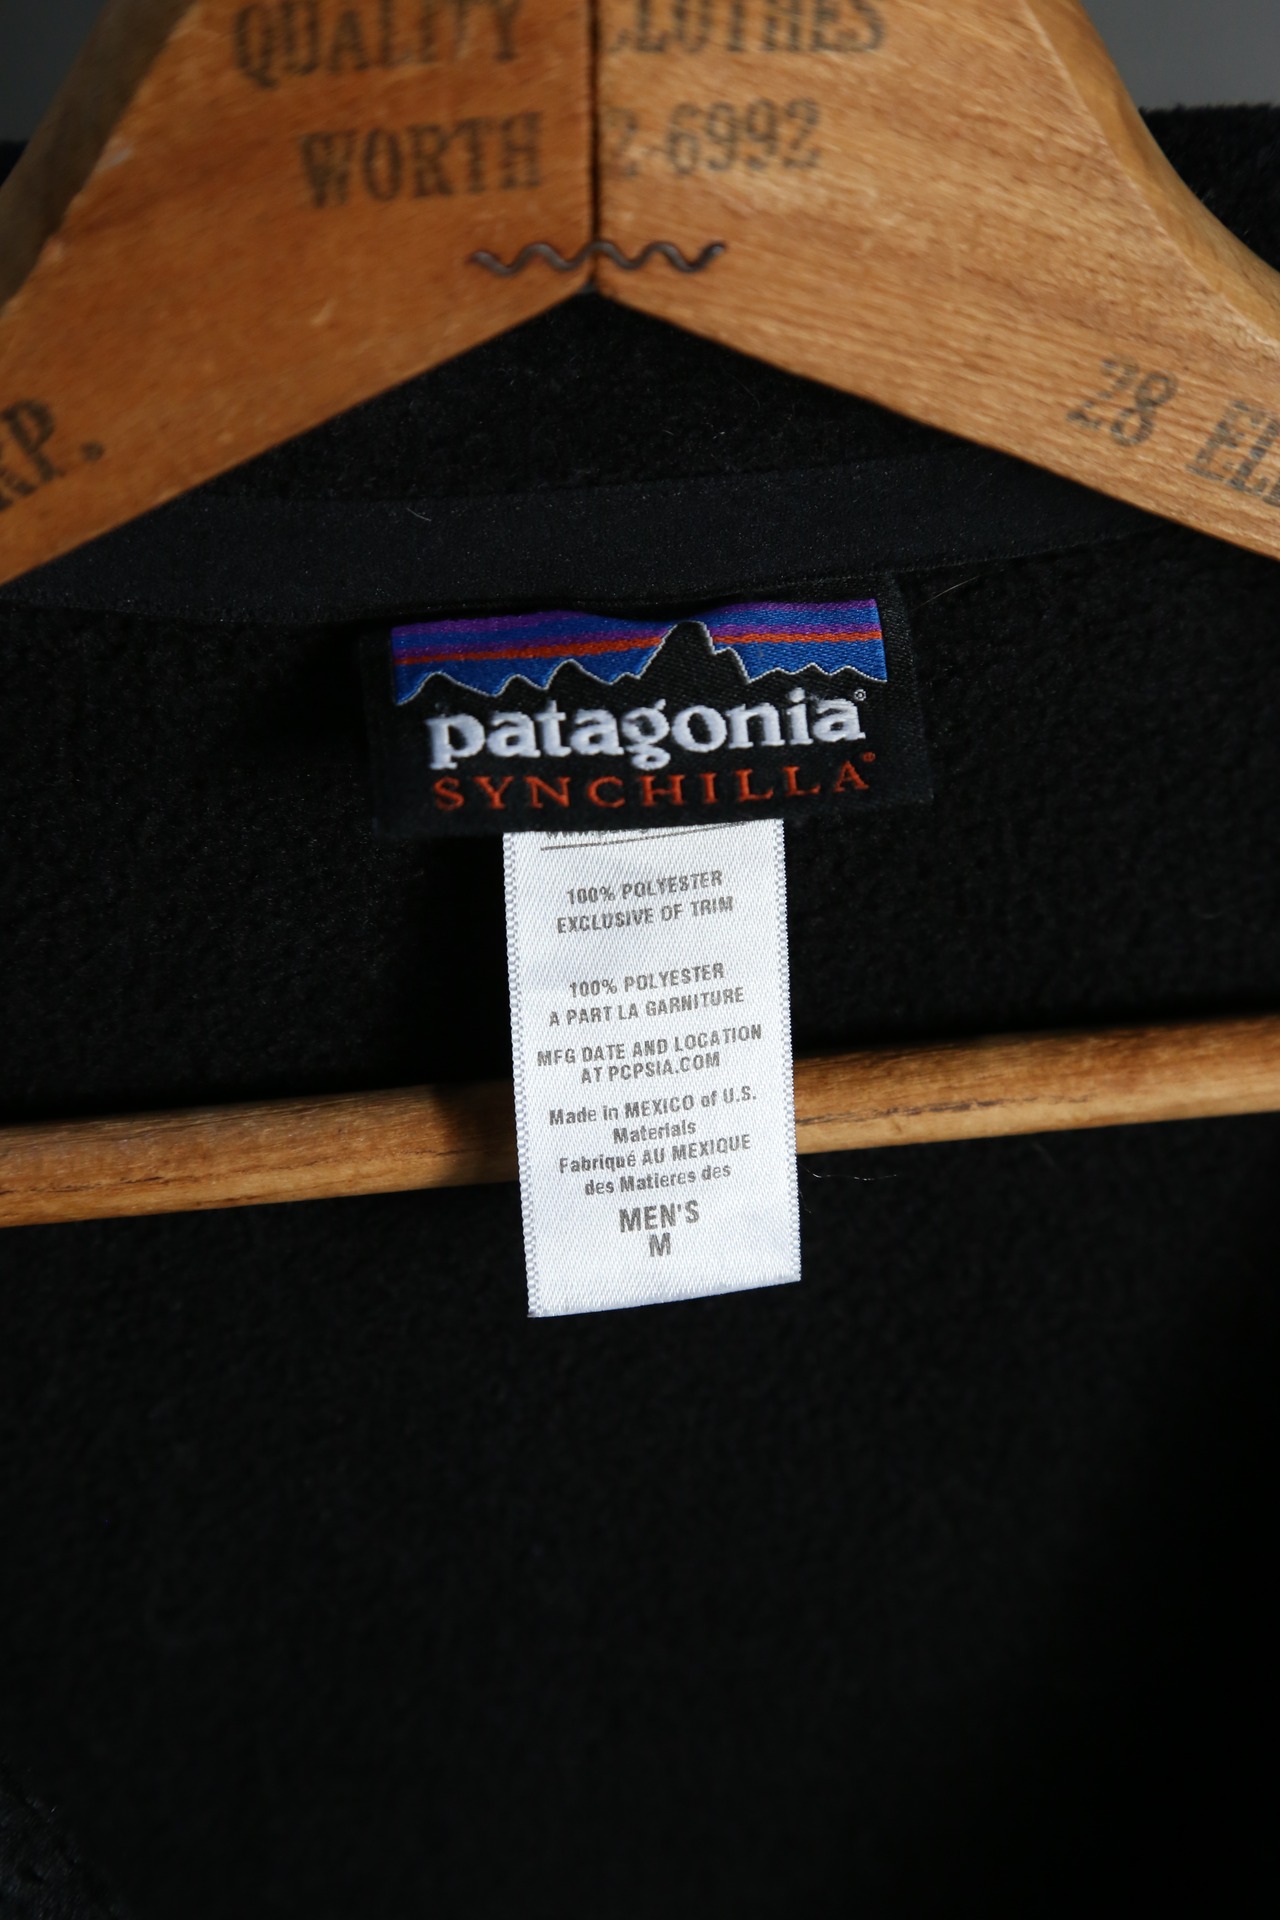 QUALITY CLOTHES
WORTH 2-6992
RP.
28 EL
patagonia®
SYNCHILLA®
100% POLYESTER
EXCLUSIVE OF TRIM
100% POLYESTER
A PART LA GARNITURE
MFG DATE AND LOCATION
AT PCPSIA.COM
Made in MEXICO of U.S.
Materials
Fabriqué AU MEXIQUE
des Matieres des
MEN'S
M